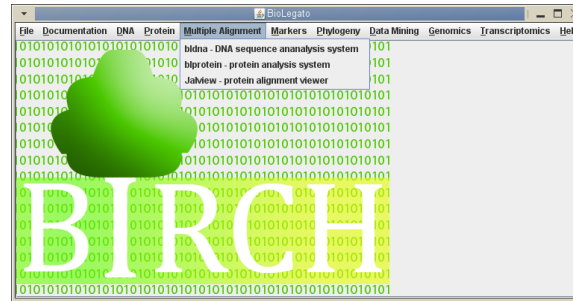 BioLegato
File Documentation DNA Protein Multiple Alignment Markers Phylogeny Data Mining Genomics Transcriptomics Hel
bldna - DNA sequence ananalysis system
blprotein - protein analysis system
Jalview - protein alignment viewer
BIRCH